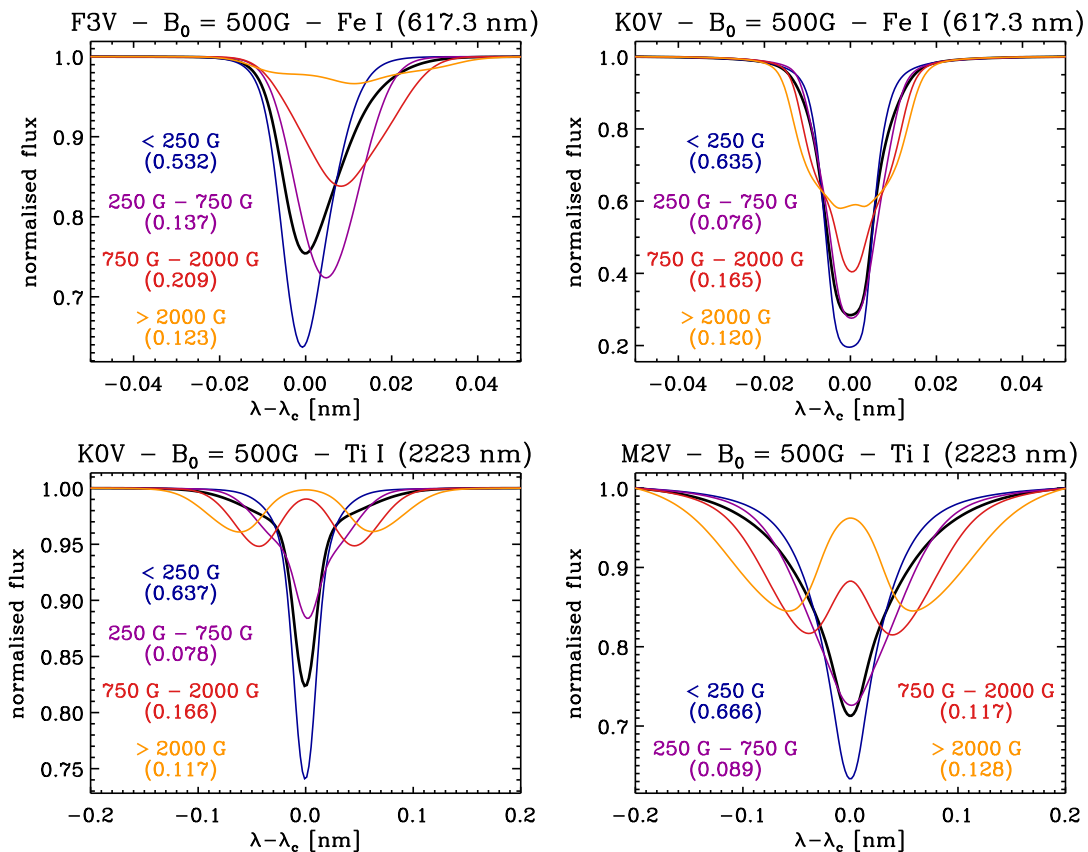 F3V − B0 = 500G − Fe I (617.3 nm)
1.0
0.9
0.8
0.7
normalised flux
< 250 G
(0.532)
250 G − 750 G
(0.137)
750 G − 2000 G
(0.209)
> 2000 G
(0.123)
−0.04
−0.02
0.00
0.02
0.04
λ−λc [nm]
K0V − B0 = 500G − Fe I (617.3 nm)
1.0
0.8
0.6
0.4
0.2
normalised flux
< 250 G
(0.635)
250 G − 750 G
(0.076)
750 G − 2000 G
(0.165)
> 2000 G
(0.120)
−0.04
−0.02
0.00
0.02
0.04
λ−λc [nm]
K0V − B0 = 500G − Ti I (2223 nm)
1.00
0.95
0.90
0.85
0.80
0.75
normalised flux
< 250 G
(0.637)
250 G − 750 G
(0.078)
750 G − 2000 G
(0.166)
> 2000 G
(0.117)
−0.2
−0.1
0.0
0.1
0.2
λ−λc [nm]
M2V − B0 = 500G − Ti I (2223 nm)
1.0
0.9
0.8
0.7
normalised flux
< 250 G
(0.666)
250 G − 750 G
(0.089)
750 G − 2000 G
(0.117)
> 2000 G
(0.128)
−0.2
−0.1
0.0
0.1
0.2
λ−λc [nm]